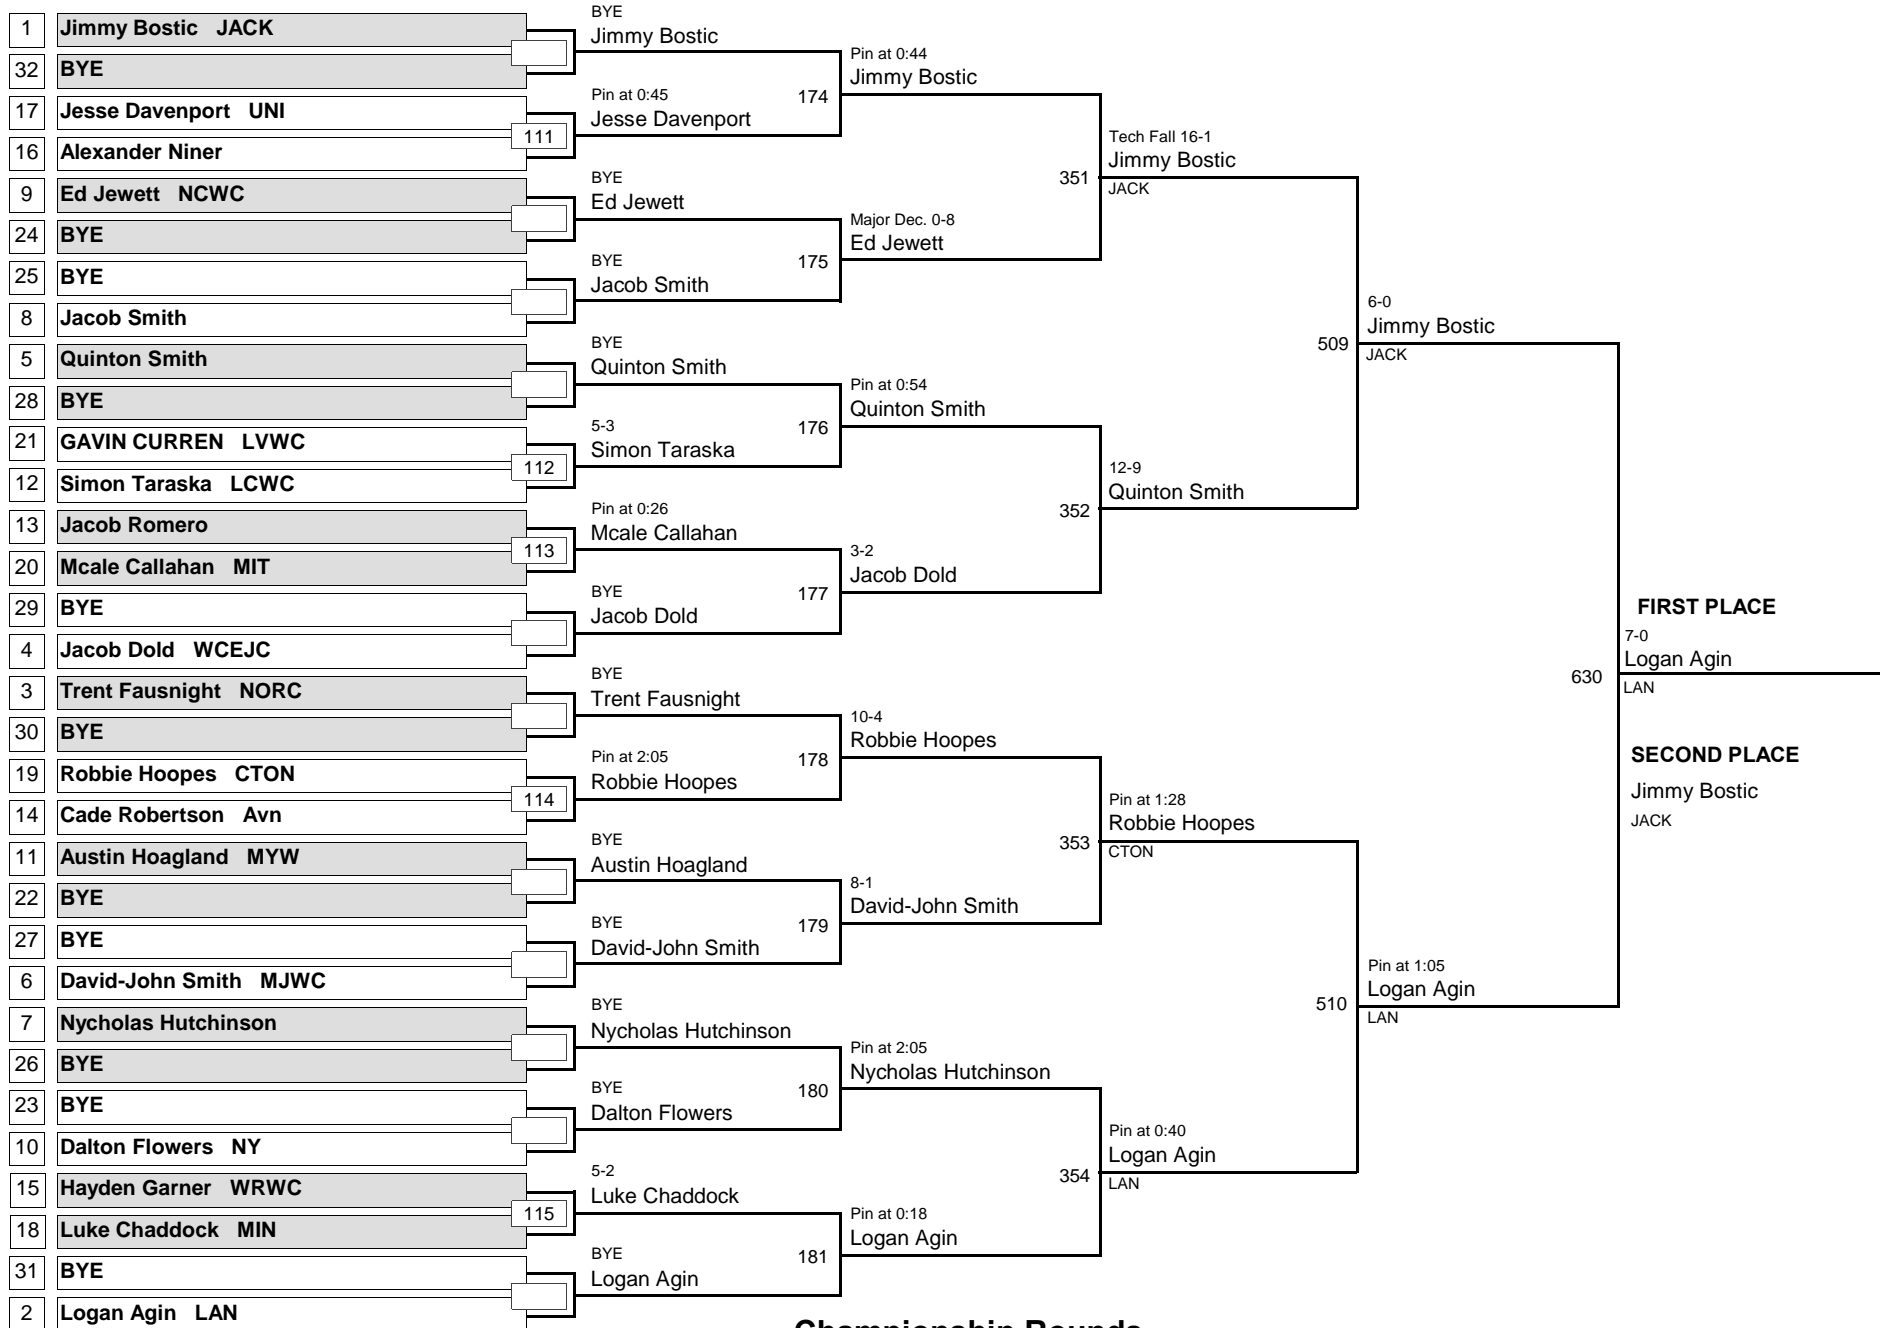 1 Jimmy Bostic JACK
32 BYE
17 Jesse Davenport UNI
16 Alexander Niner
111
9 Ed Jewett NCWC
24 BYE
25 BYE
8 Jacob Smith
5 Quinton Smith
28 BYE
21 GAVIN CURREN LVWC
12 Simon Taraska LCWC
112
13 Jacob Romero
20 Mcale Callahan MIT
113
29 BYE
4 Jacob Dold WCEJC
3 Trent Fausnight NORC
30 BYE
19 Robbie Hoopes CTON
14 Cade Robertson Avn
114
11 Austin Hoagland MYW
22 BYE
27 BYE
6 David-John Smith MJWC
7 Nycholas Hutchinson
26 BYE
23 BYE
10 Dalton Flowers NY
15 Hayden Garner WRWC
18 Luke Chaddock MIN
115
31 BYE
2 Logan Agin LAN
BYE
Jimmy Bostic
Pin at 0:45
Jesse Davenport
174
BYE
Ed Jewett
BYE
Jacob Smith
175
BYE
Quinton Smith
5-3
Simon Taraska
176
Pin at 0:26
Mcale Callahan
BYE
Jacob Dold
177
BYE
Trent Fausnight
Pin at 2:05
Robbie Hoopes
178
BYE
Austin Hoagland
BYE
David-John Smith
179
BYE
Nycholas Hutchinson
BYE
Dalton Flowers
180
5-2
Luke Chaddock
BYE
Logan Agin
181
Pin at 0:44
Jimmy Bostic
Major Dec. 0-8
Ed Jewett
351
Pin at 0:54
Quinton Smith
3-2
Jacob Dold
352
10-4
Robbie Hoopes
8-1
David-John Smith
353
Pin at 2:05
Nycholas Hutchinson
Pin at 0:18
Logan Agin
354
Tech Fall 16-1
Jimmy Bostic
JACK
12-9
Quinton Smith
509
Pin at 1:28
Robbie Hoopes
CTON
Pin at 0:40
Logan Agin
LAN
510
6-0
Jimmy Bostic
JACK
Pin at 1:05
Logan Agin
LAN
630
FIRST PLACE
7-0
Logan Agin
LAN
SECOND PLACE
Jimmy Bostic
JACK
Championship Rounds